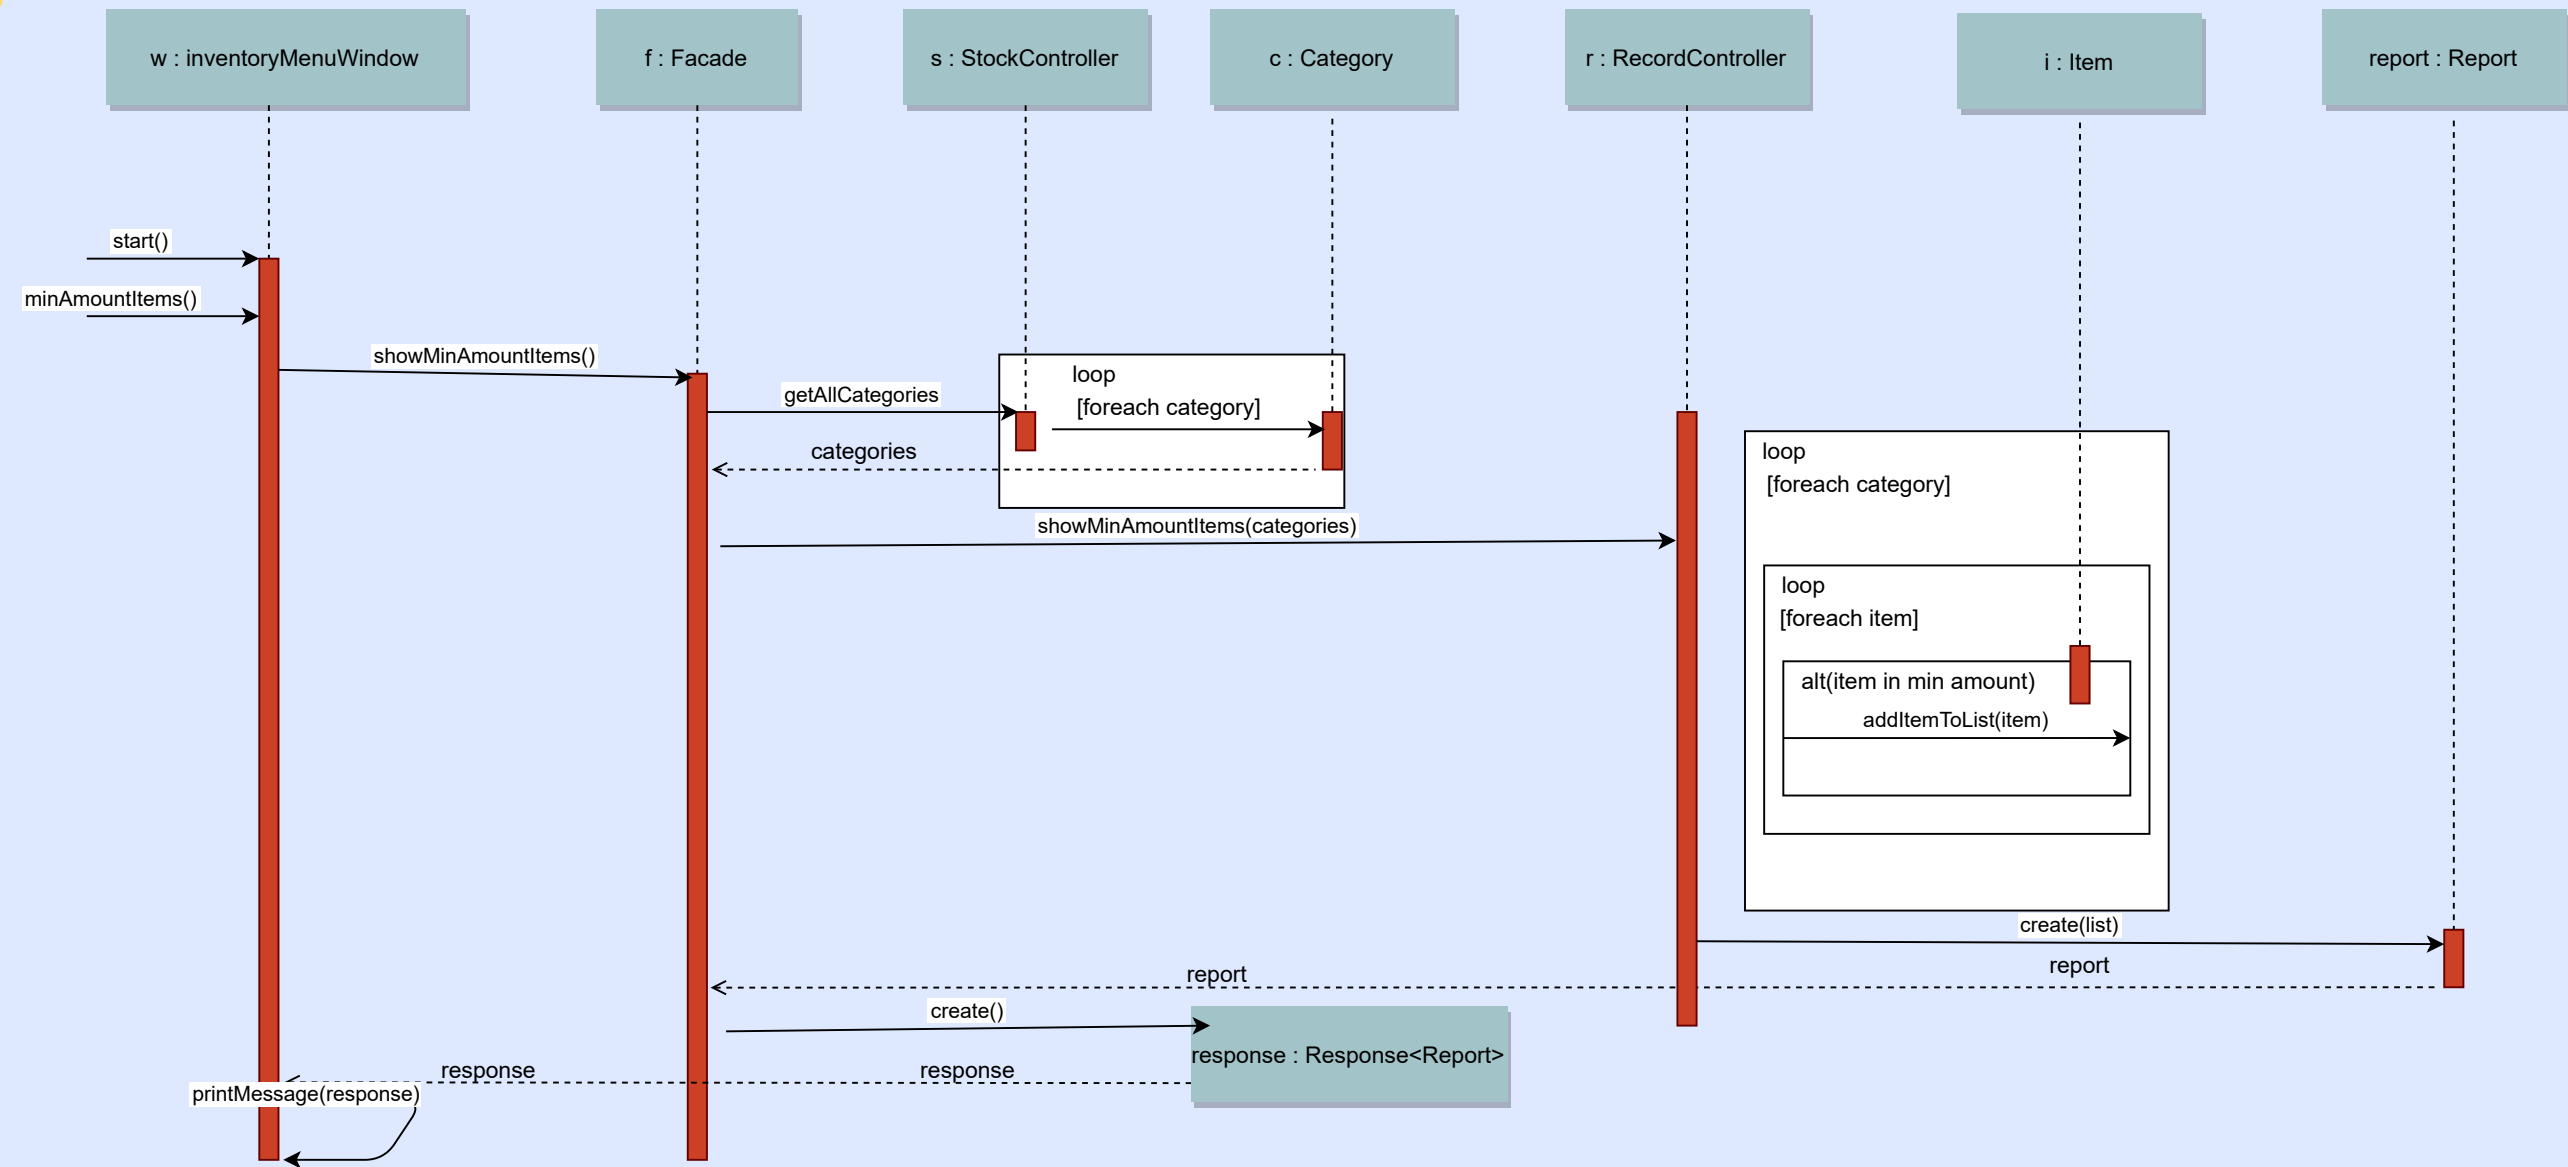 w : inventoryMenuWindow
f : Facade
s : StockController
c : Category
r : RecordController
i : Item
report : Report
start()
minAmountItems()
showMinAmountItems()
getAllCategories
loop
[foreach category]
categories
showMinAmountItems(categories)
loop
[foreach category]
loop
[foreach item]
alt(item in min amount)
addItemToList(item)
create(list)
report
report
create()
response : Response<Report>
response
response
printMessage(response)